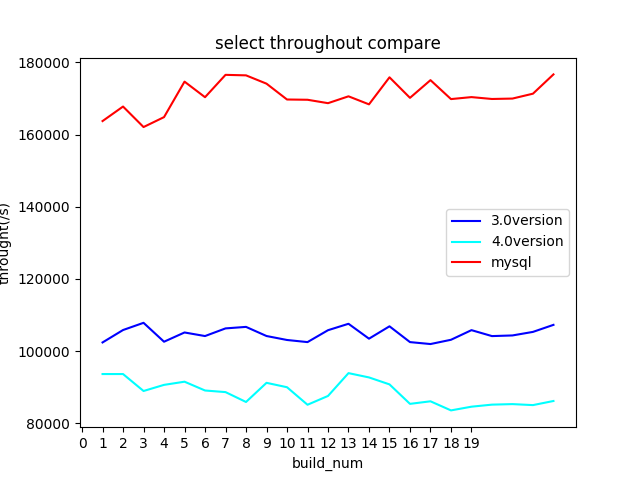 select throughout compare
180000
160000
140000
120000
100000
80000
throught(/s)
3.0version
4.0version
mysql
0 1 2 3 4 5 6 7 8 9 10 11 12 13 14 15 16 17 18 19
build_num